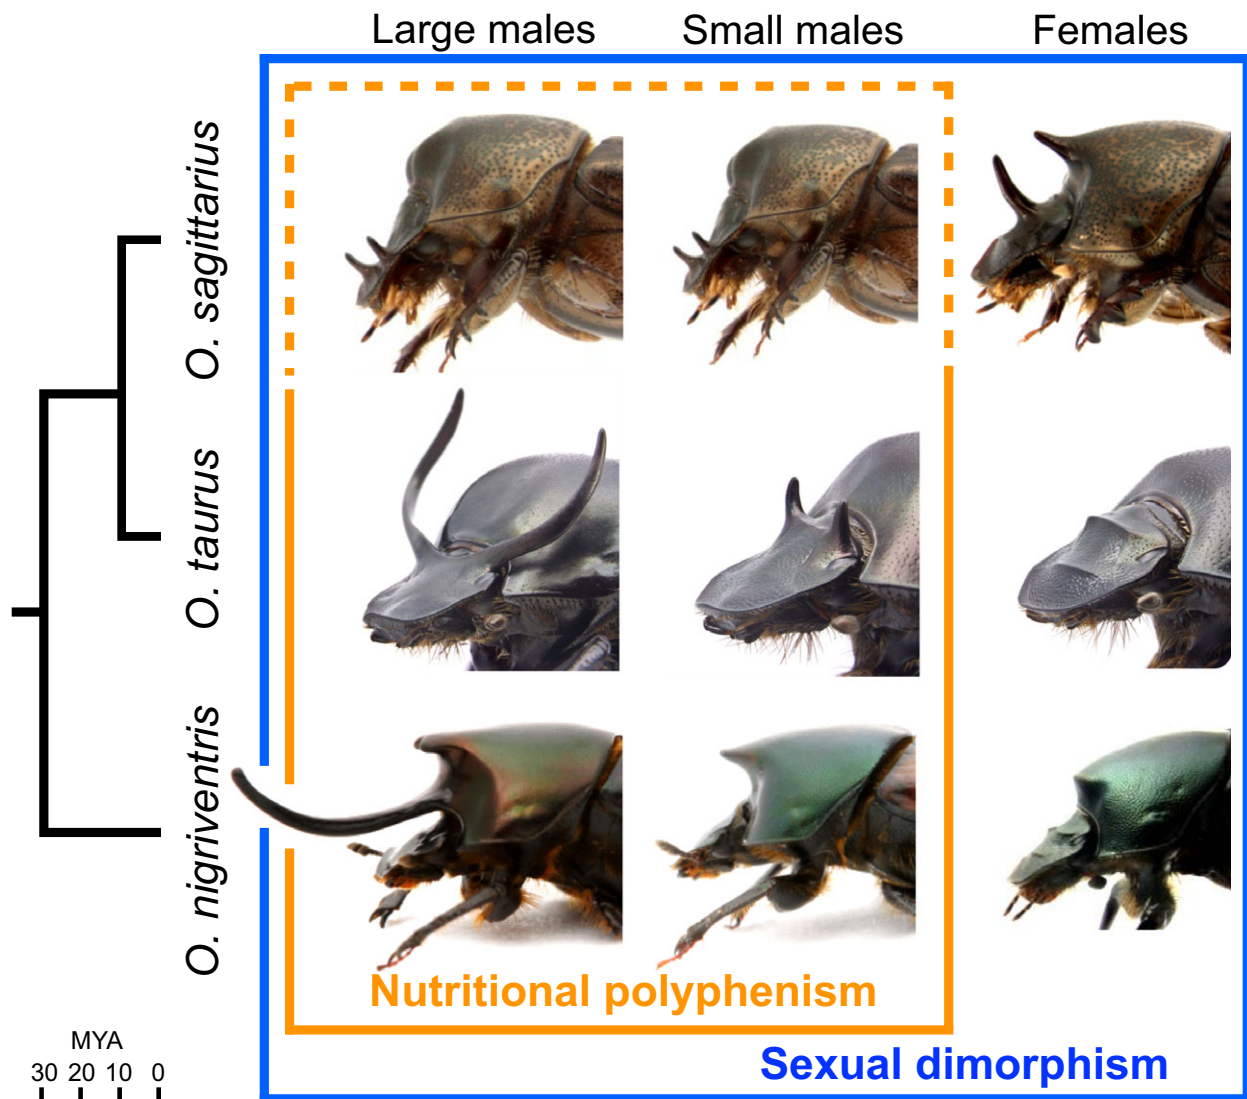 Large males
Small males
Females
O. sagittarius
O. taurus
O. nigriventris
Nutritional polyphenism
Sexual dimorphism
MYA
30 20 10 0